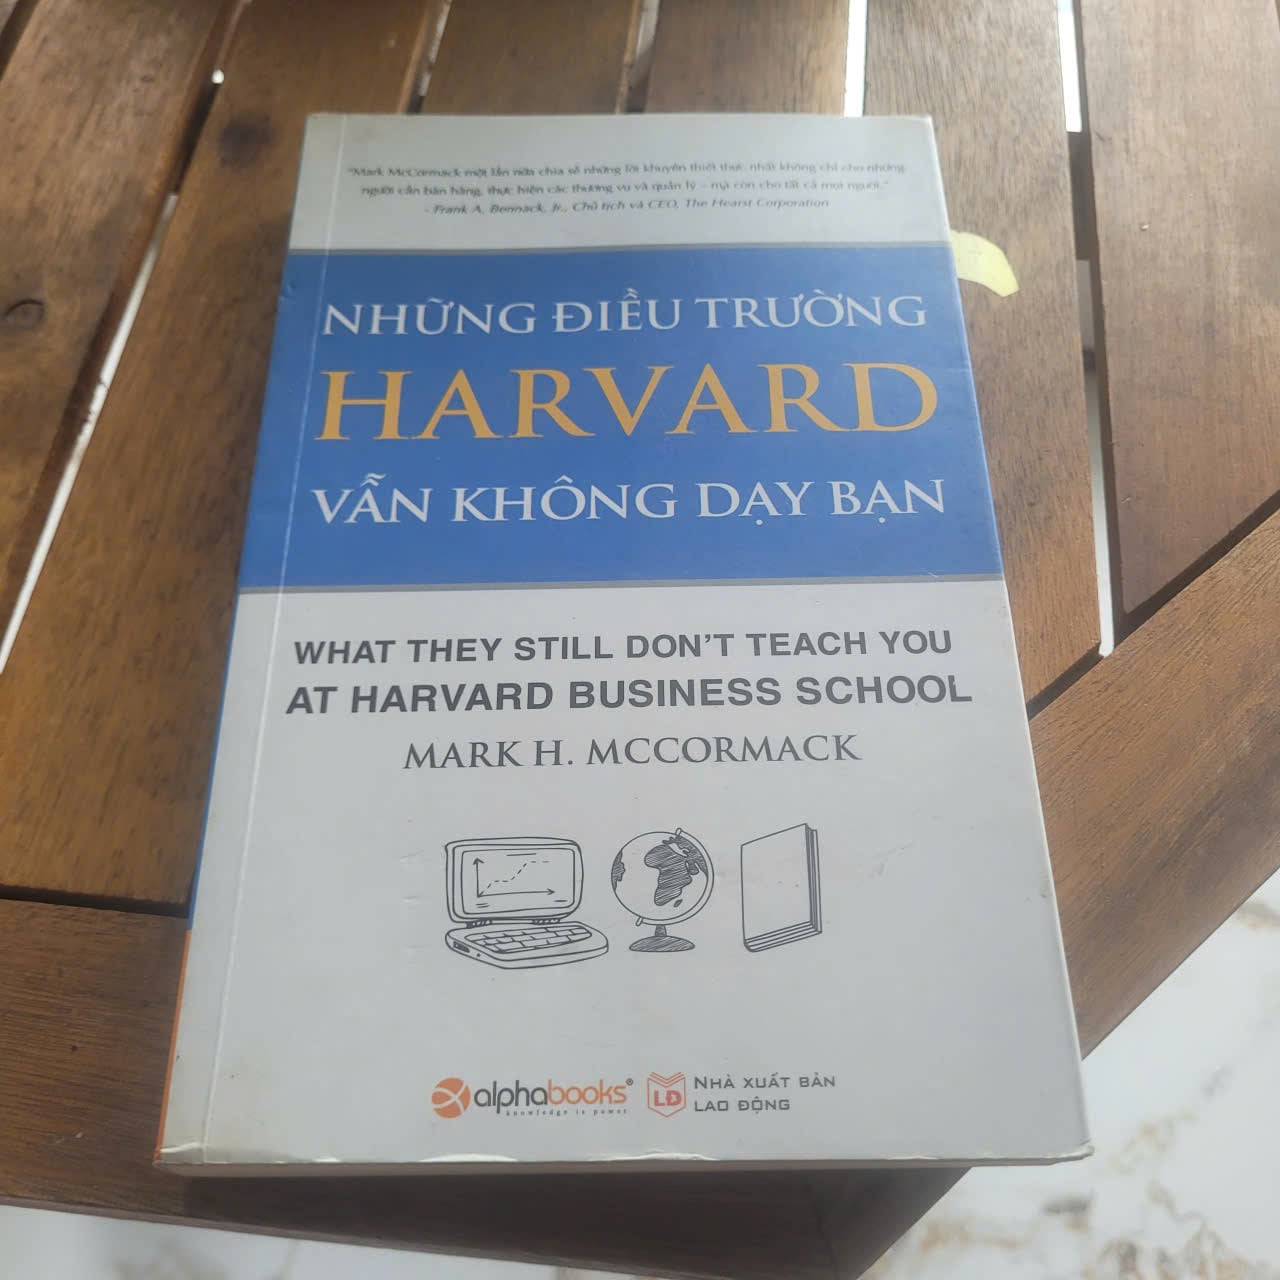 "Mark McCormack một lần nữa chia sẻ những lời khuyên thiết thực nhất không chỉ cho những
người cần bán hàng, thực hiện các thương vụ và quản lý – mà còn cho tất cả mọi người."
- Frank A. Bennack, Jr., Chủ tịch và CEO, The Hearst Corporation
NHỮNG ĐIỀU TRƯỜNG
HARVARD
VẪN KHÔNG DẠY BẠN
WHAT THEY STILL DON'T TEACH YOU
AT HARVARD BUSINESS SCHOOL
MARK H. MCCORMACK
alphabooks®
knowledge is power
LĐ
NHÀ XUẤT BẢN
LAO ĐỘNG